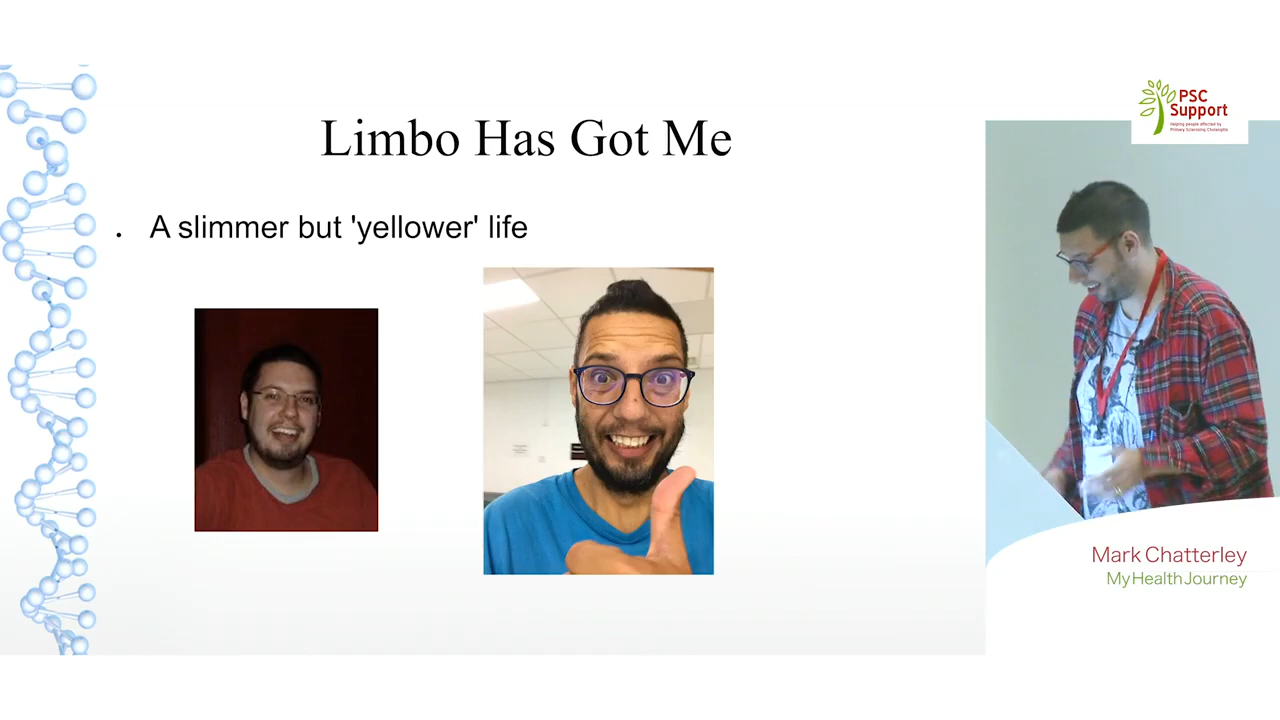 Limbo Has Got Me
. A slimmer but 'yellower' life
PSC
Support
Helping people affected by
Primary Sclerosing Cholangitis
Mark Chatterley
My Health Journey